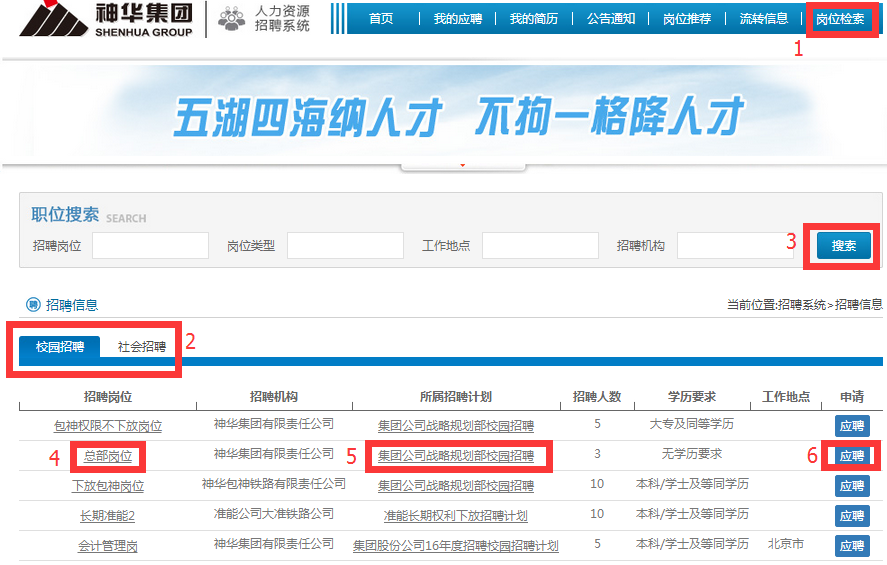 神华集团
SHENHUA GROUP
人力资源
招聘系统
首页 我的应聘 我的简历 公告通知 岗位推荐 流转信息 岗位检索
1
五湖四海纳人才 不拘一格降人才
职位搜索 SEARCH
招聘岗位 岗位类型 工作地点 招聘机构 3 搜索
招聘信息 当前位置:招聘系统>招聘信息
校园招聘 社会招聘 2
招聘岗位 招聘机构 所属招聘计划 招聘人数 学历要求 工作地点 申请
包神权限不下放岗位 神华集团有限责任公司 集团公司战略规划部校园招聘 5 大专及同等学历 应聘
4 总部岗位 神华集团有限责任公司 5 集团公司战略规划部校园招聘 3 无学历要求 6 应聘
下放包神岗位 神华包神铁路有限责任公司 集团公司战略规划部校园招聘 10 本科/学士及等同学历 应聘
长期准能2 准能公司大准铁路公司 准能长期权利下放招聘计划 10 本科/学士及等同学历 应聘
会计管理岗 神华集团有限责任公司 集团股份公司16年度招聘校园招聘计划 5 本科/学士及等同学历 北京市 应聘